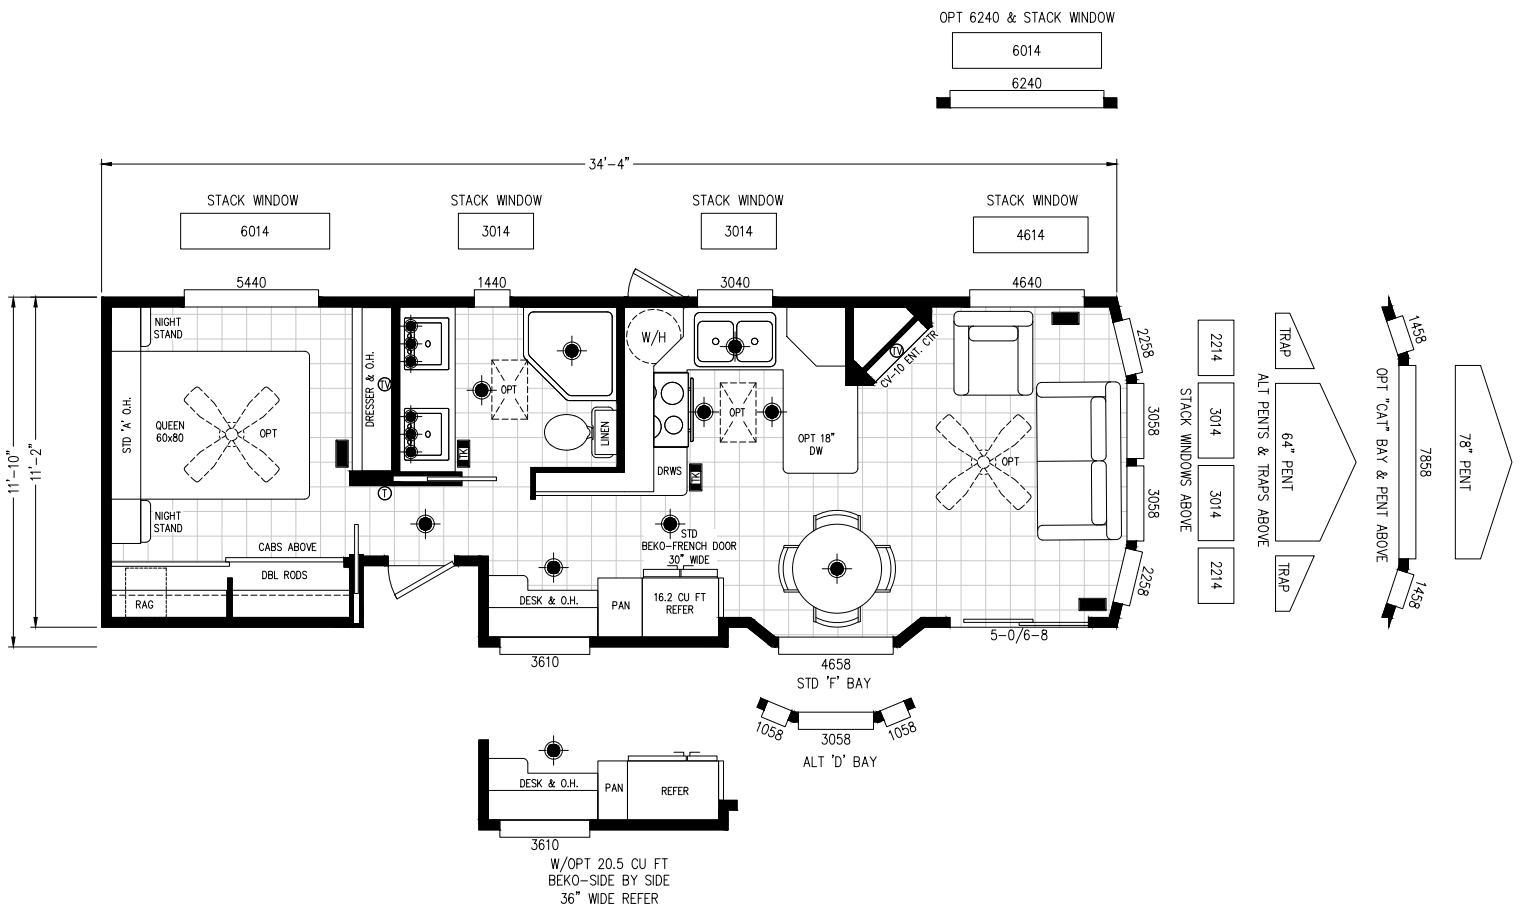 OPT 6240 & STACK WINDOW
6014
6240
34'-4"
STACK WINDOW
6014
STACK WINDOW
3014
STACK WINDOW
3014
STACK WINDOW
4614
5440
1440
3040
4640
11'-10"
11'-2"
NIGHT
STAND
STD 'A' O.H.
QUEEN
60x80
OPT
NIGHT
STAND
DRESSER & O.H.
TV
T
CABS ABOVE
DBL RODS
RAG
OPT
LINEN
TK
W/H
OPT
DRWS
TK
OPT 18"
DW
TV
CV-10 ENT. CTR
OPT
STD
BEKO-FRENCH DOOR
30" WIDE
16.2 CU FT
REFER
PAN
DESK & O.H.
3610
4658
STD 'F' BAY
5-0/6-8
1058
3058
1058
ALT 'D' BAY
2258
3058
3058
2258
2214
3014
3014
2214
STACK WINDOWS ABOVE
TRAP
64" PENT
TRAP
ALT PENTS & TRAPS ABOVE
1458
7858
1458
OPT "CAT" BAY & PENT ABOVE
78" PENT
DESK & O.H.
PAN
REFER
3610
W/OPT 20.5 CU FT
BEKO-SIDE BY SIDE
36" WIDE REFER